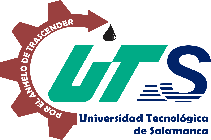 POR EL ANHELO DE TRASCENDER
UTS
Universidad Tecnológica
de Salamanca